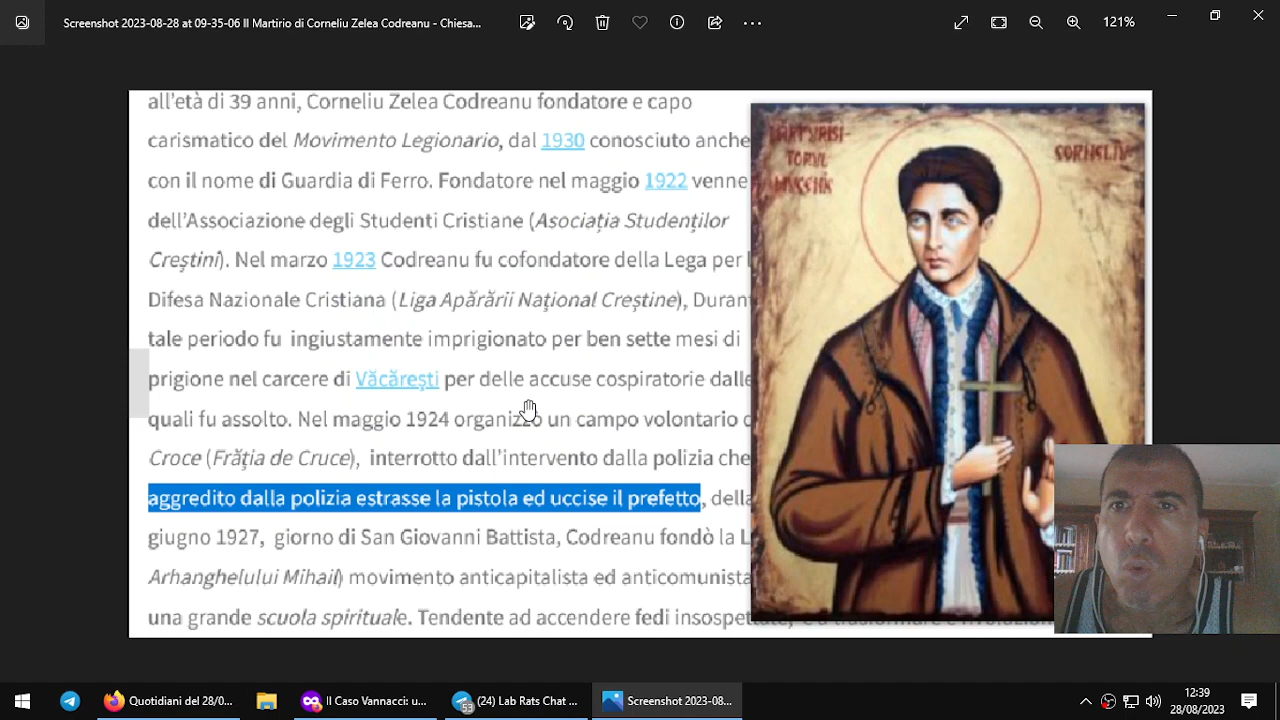 Screenshot 2023-08-28 at 09-35-06 Il Martirio di Corneliu Zelea Codreanu - Chiesa...
121%
all'età di 39 anni, Corneliu Zelea Codreanu fondatore e capo
carismatico del Movimento Legionario, dal 1930 conosciuto anche
con il nome di Guardia di Ferro. Fondatore nel maggio 1922 venne
dell'Associazione degli Studenti Cristiane (Asociația Studenților
Creștini). Nel marzo 1923 Codreanu fu cofondatore della Lega per l
Difesa Nazionale Cristiana (Liga Apărării Național Creștine), Durant
tale periodo fu ingiustamente imprigionato per ben sette mesi di
prigione nel carcere di Văcărești per delle accuse cospiratorie dalle
quali fu assolto. Nel maggio 1924 organizzò un campo volontario d
Croce (Frăția de Cruce), interrotto dall'intervento dalla polizia che
aggredito dalla polizia estrasse la pistola ed uccise il prefetto, della
giugno 1927, giorno di San Giovanni Battista, Codreanu fondò la L
Arhanghelului Mihail) movimento anticapitalista ed anticomunista
una grande scuola spirituale. Tendente ad accendere fedi insospet
CORNELIU
Quotidiani del 28/0...
Il Caso Vannacci: u...
53
(24) Lab Rats Chat ...
Screenshot 2023-08...
12:39
28/08/2023